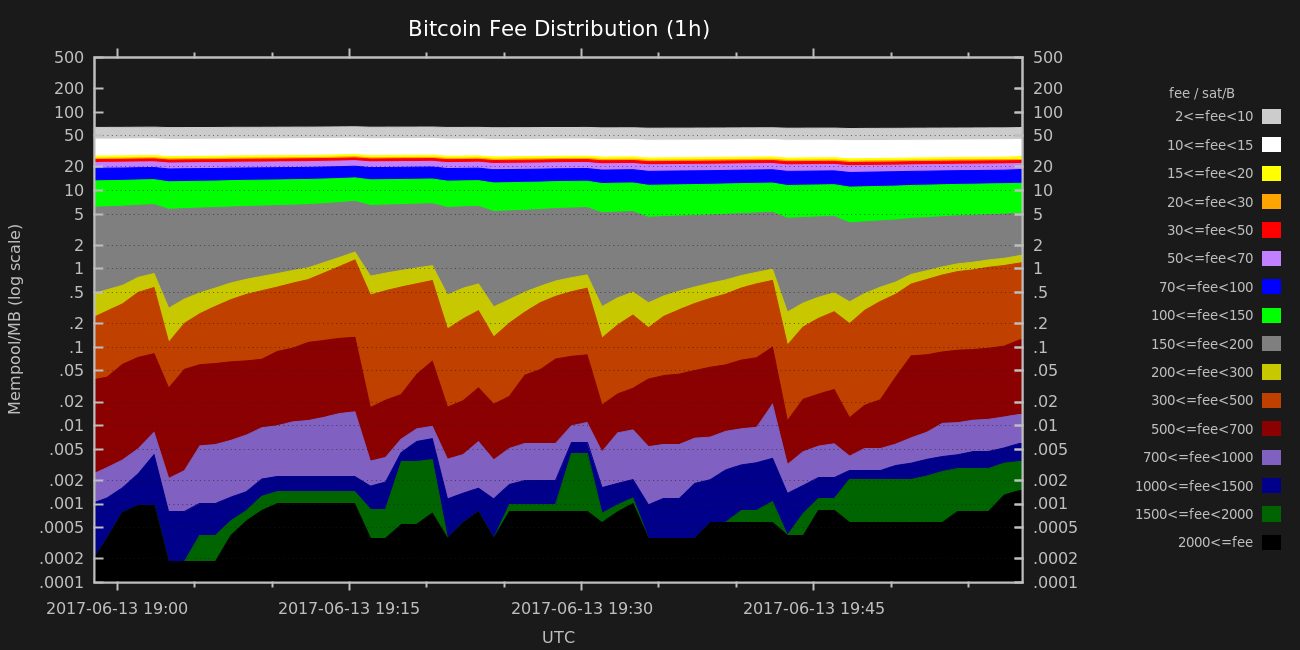 Bitcoin Fee Distribution (1h)
500
200
100
50
20
10
5
2
1
.5
.2
.1
.05
.02
.01
.005
.002
.001
.0005
.0002
.0001
Mempool/MB (log scale)
500
200
100
50
20
10
5
2
1
.5
.2
.1
.05
.02
.01
.005
.002
.001
.0005
.0002
.0001
2017-06-13 19:00
2017-06-13 19:15
2017-06-13 19:30
2017-06-13 19:45
UTC
fee / sat/B
2<=fee<10
10<=fee<15
15<=fee<20
20<=fee<30
30<=fee<50
50<=fee<70
70<=fee<100
100<=fee<150
150<=fee<200
200<=fee<300
300<=fee<500
500<=fee<700
700<=fee<1000
1000<=fee<1500
1500<=fee<2000
2000<=fee